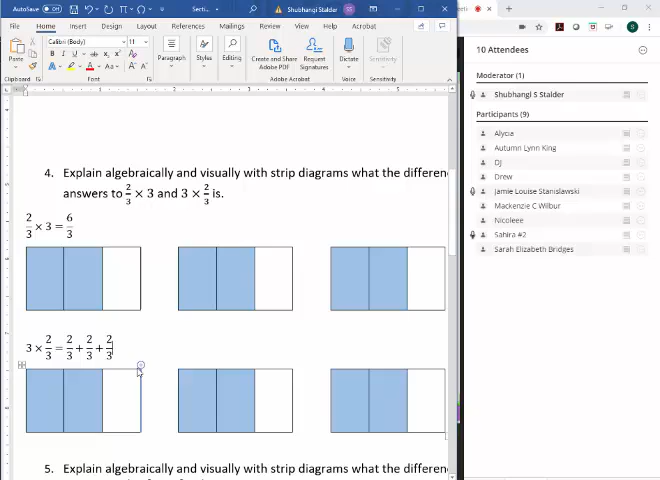 AutoSave Off Secti... Shubhangi Stalder
File Home Insert Draw Design Layout References Mailings Review View Help Acrobat
Calibri (Body) 11
Paste Paragraph Styles Editing Create and Share Adobe PDF Request Signatures Dictate Sensitivity
Clipboard Font Adobe Acrobat Voice Sensitivity
4. Explain algebraically and visually with strip diagrams what the differen
answers to 2/3 × 3 and 3 × 2/3 is.
2/3 × 3 = 6/3
3 × 2/3 = 2/3 + 2/3 + 2/3
5. Explain algebraically and visually with strip diagrams what the differen
10 Attendees
Moderator (1)
Shubhangi S Stalder
Participants (9)
Alycia
Autumn Lynn King
DJ
Drew
Jamie Louise Stanislawski
Mackenzie C Wilbur
Nicoleee
Sahira #2
Sarah Elizabeth Bridges